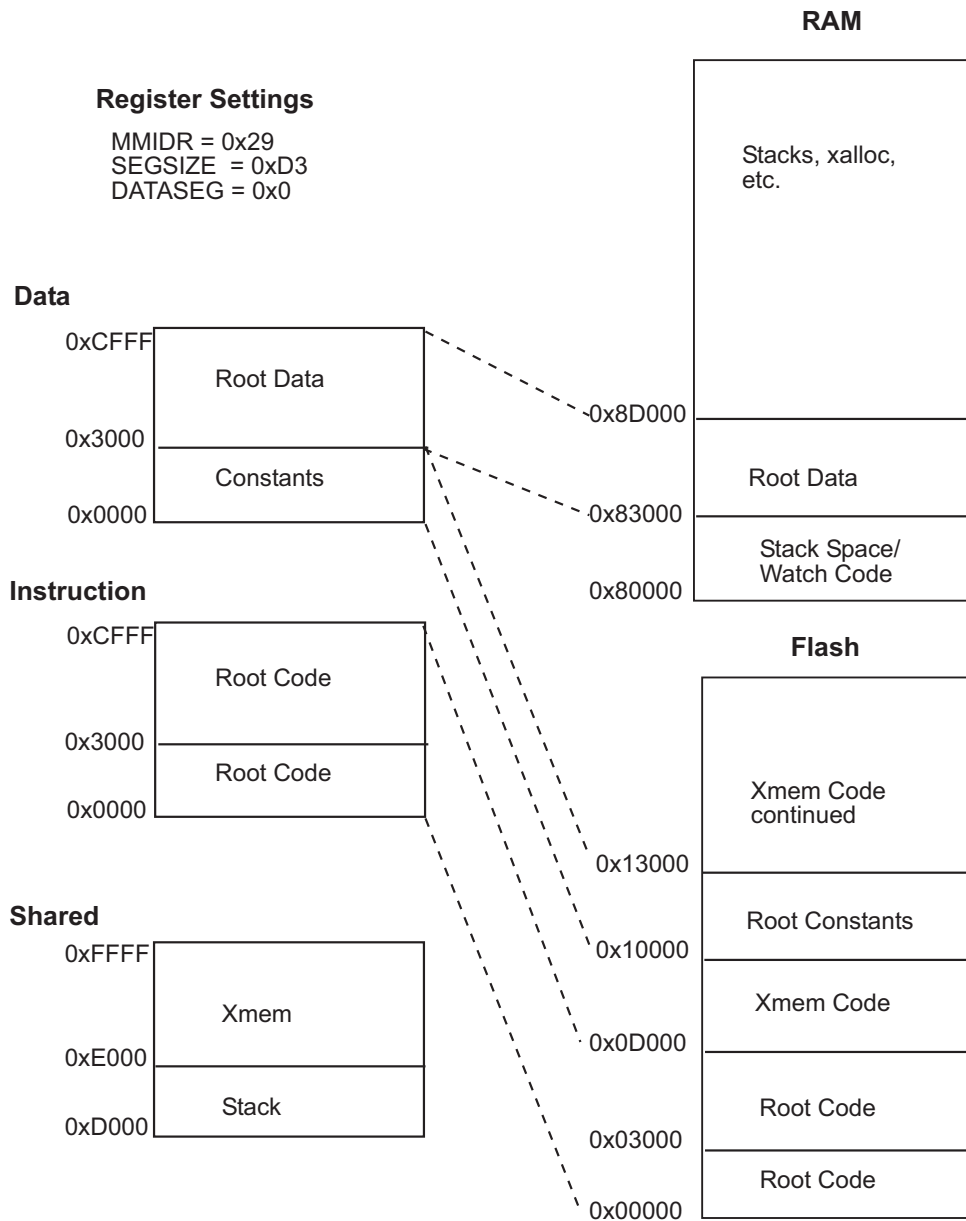 RAM
Register Settings
MMIDR = 0x29
SEGSIZE = 0xD3
DATASEG = 0x0
Stacks, xalloc,
etc.
Data
0xCFFF
Root Data
0x3000
Constants
0x0000
0x8D000
Root Data
0x83000
Stack Space/
Watch Code
0x80000
Instruction
0xCFFF
Root Code
0x3000
Root Code
0x0000
Flash
Xmem Code
continued
0x13000
Root Constants
0x10000
Xmem Code
0x0D000
Root Code
0x03000
Root Code
0x00000
Shared
0xFFFF
Xmem
0xE000
Stack
0xD000